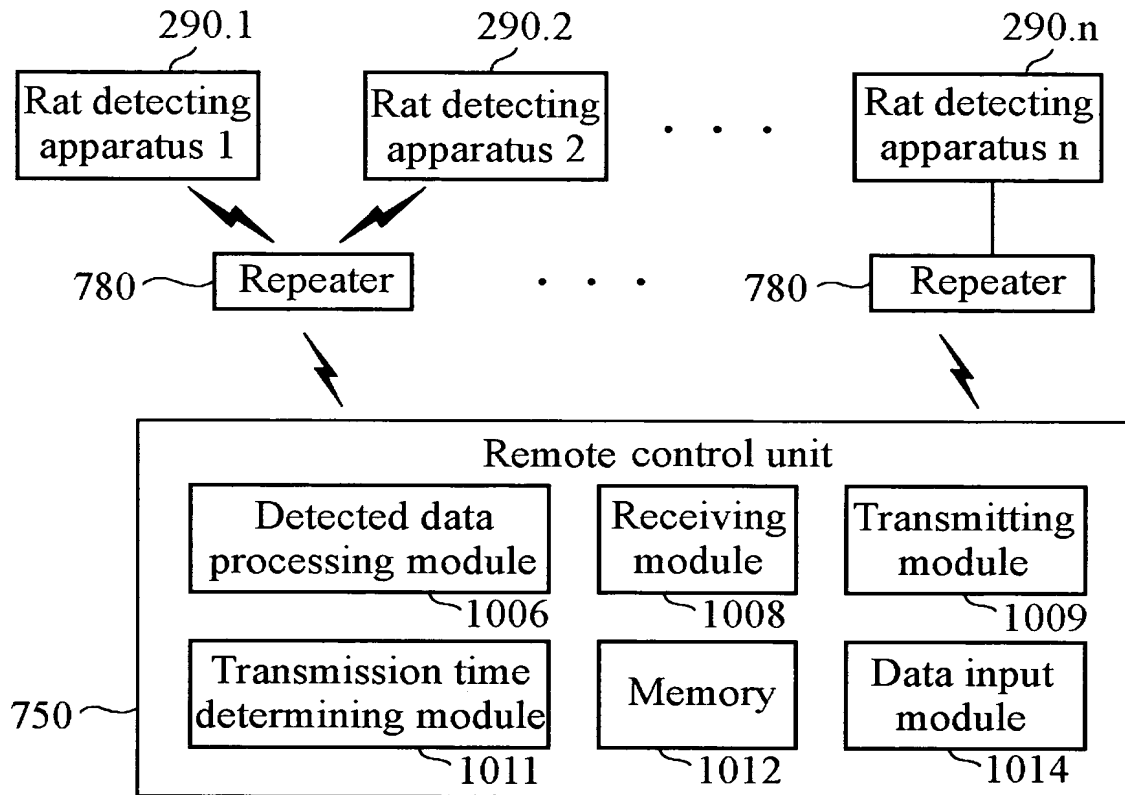 290.1
290.2
290.n
Rat detecting
apparatus 1
Rat detecting
apparatus 2
. . .
Rat detecting
apparatus n
780
Repeater
. . .
780
Repeater
Remote control unit
Detected data
processing module
1006
Receiving
module
1008
Transmitting
module
1009
750
Transmission time
determining module
1011
Memory
1012
Data input
module
1014